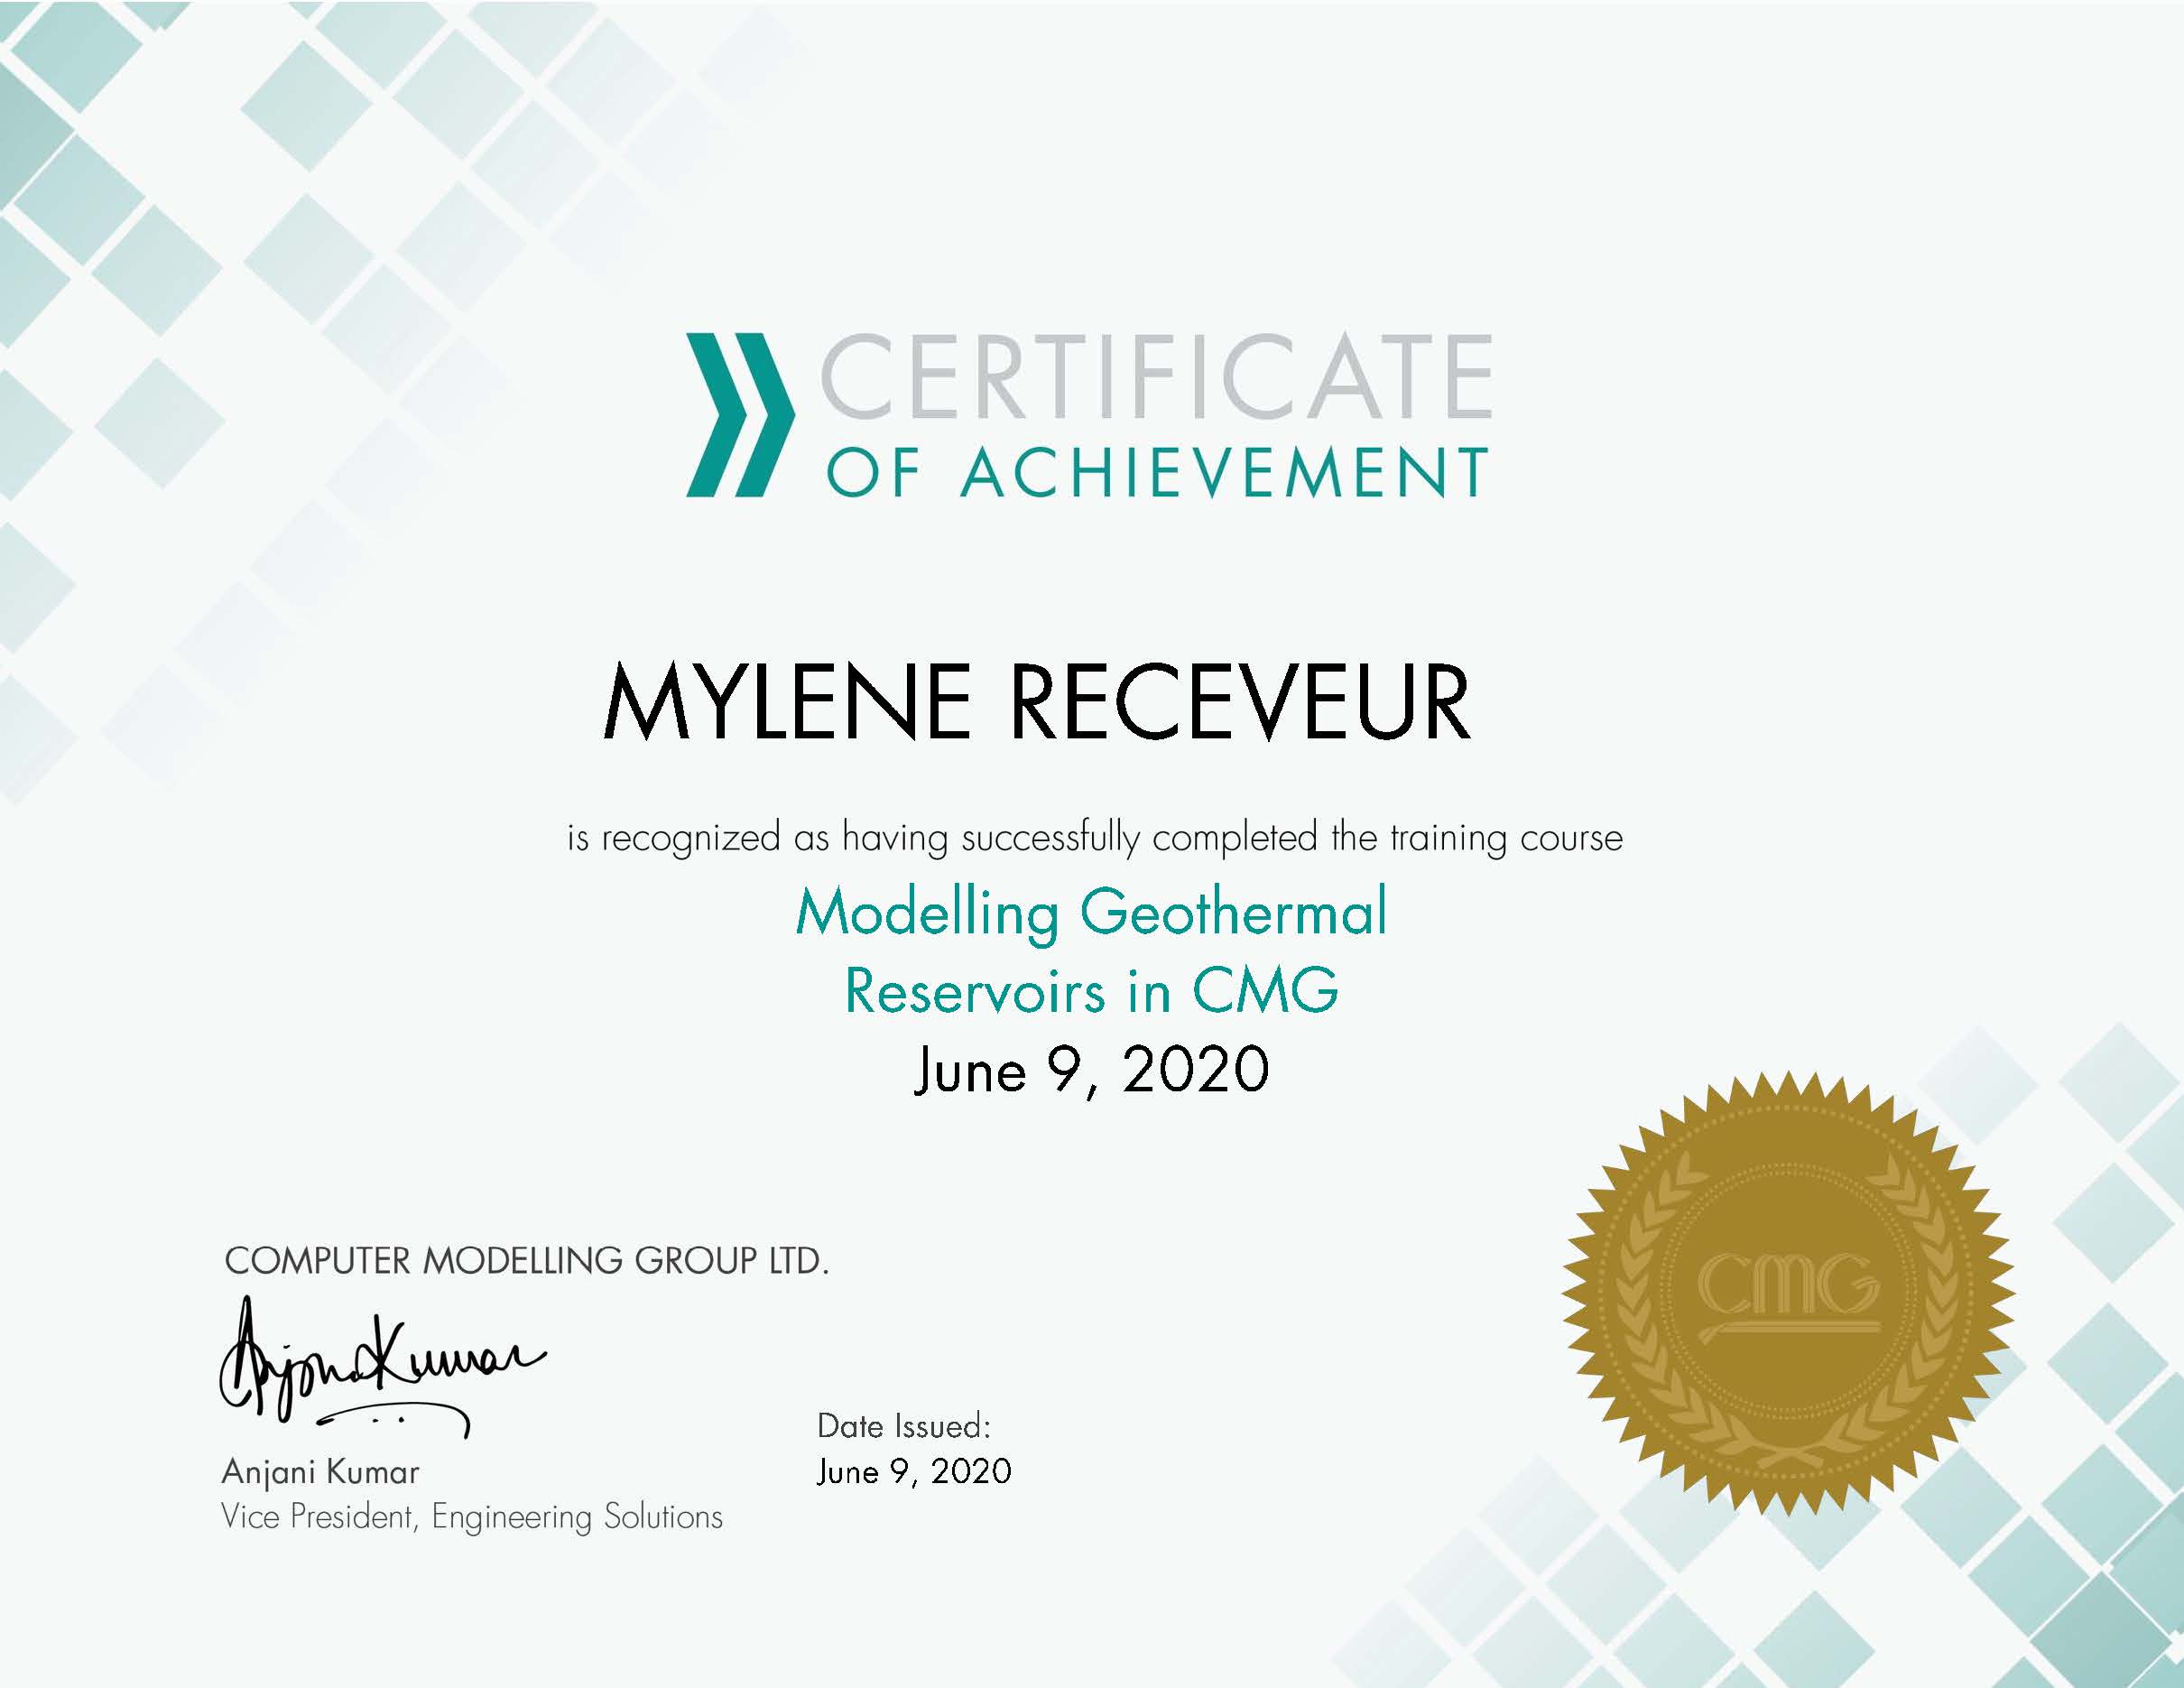 CERTIFICATE
OF ACHIEVEMENT
MYLENE RECEVEUR
is recognized as having successfully completed the training course
Modelling Geothermal
Reservoirs in CMG
June 9, 2020
COMPUTER MODELLING GROUP LTD.
Anjani Kumar
Anjani Kumar
Vice President, Engineering Solutions
Date Issued:
June 9, 2020
CMG